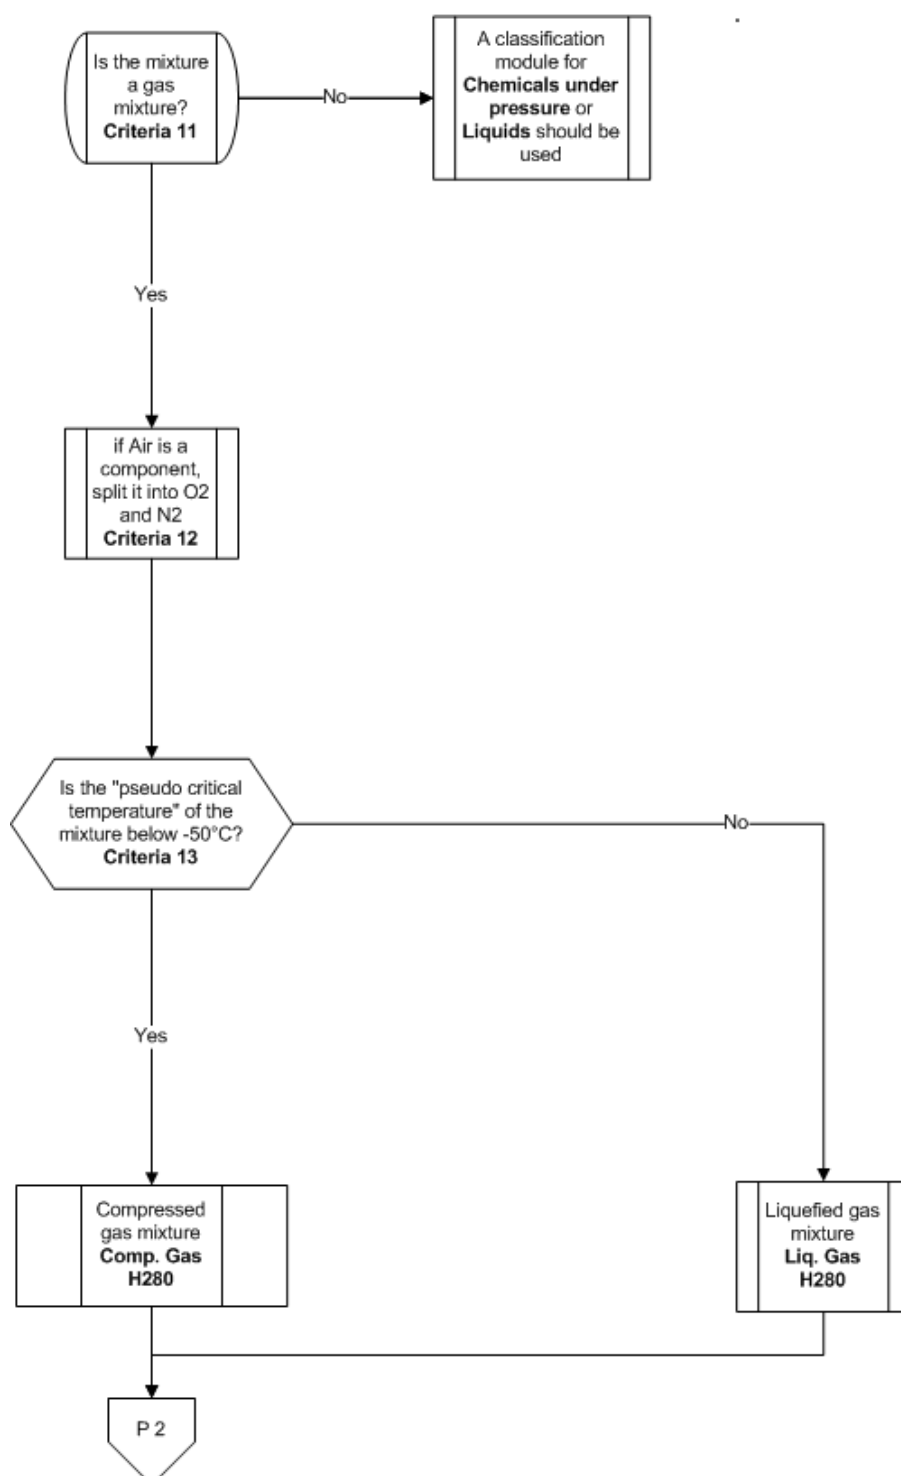 Is the mixture
a gas
mixture?
Criteria 11
No
A classification
module for
Chemicals under
pressure or
Liquids should be
used
Yes
if Air is a
component,
split it into O2
and N2
Criteria 12
Is the "pseudo critical
temperature" of the
mixture below -50°C?
Criteria 13
No
Yes
Compressed
gas mixture
Comp. Gas
H280
Liquefied gas
mixture
Liq. Gas
H280
P 2